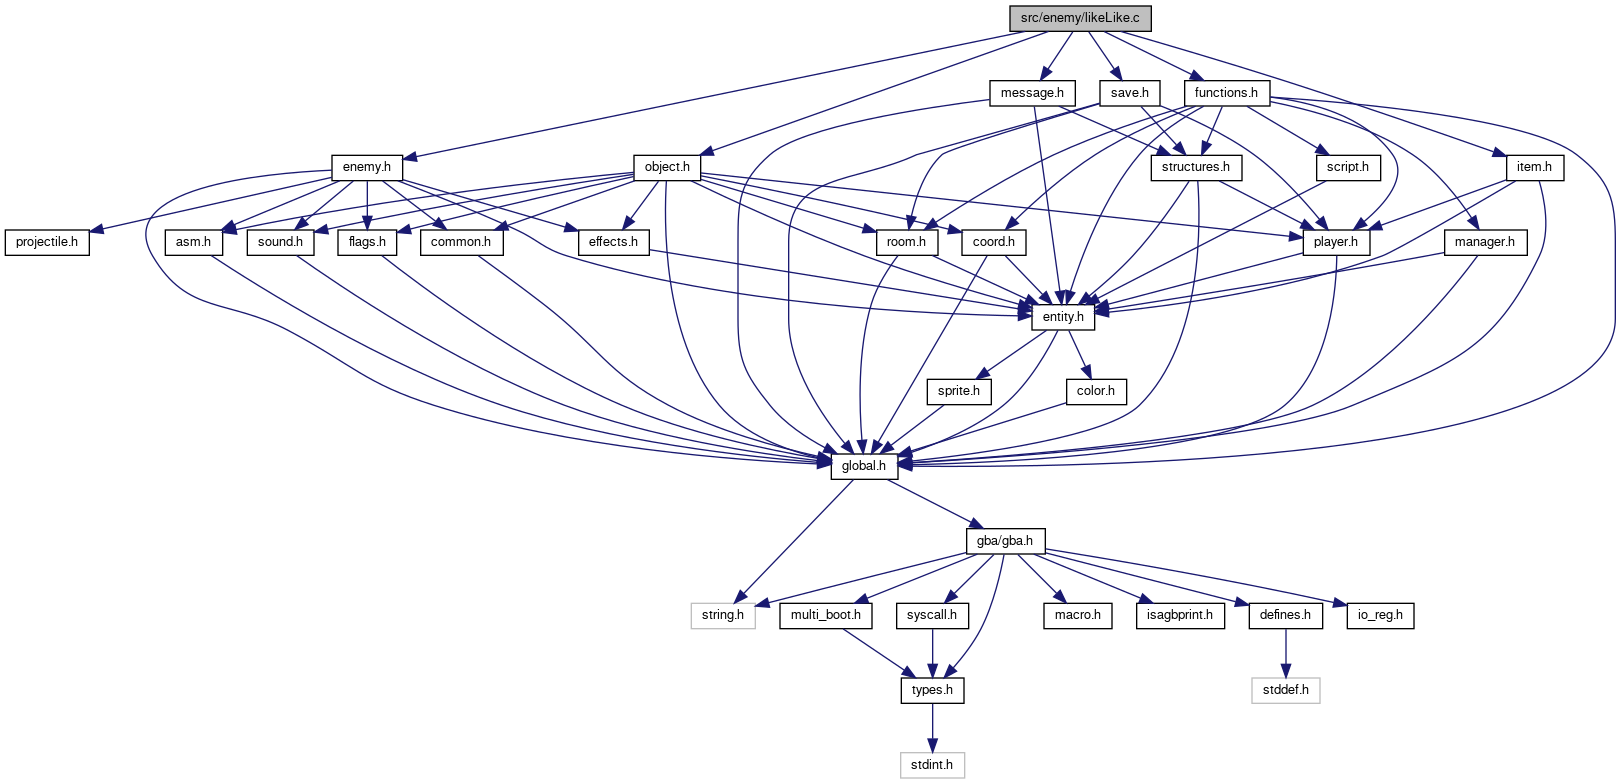 src/enemy/likeLike.c
message.h
save.h
functions.h
enemy.h
object.h
structures.h
script.h
item.h
projectile.h
asm.h
sound.h
flags.h
common.h
effects.h
room.h
coord.h
player.h
manager.h
entity.h
sprite.h
color.h
global.h
gba/gba.h
string.h
multi_boot.h
syscall.h
macro.h
isagbprint.h
defines.h
io_reg.h
types.h
stddef.h
stdint.h